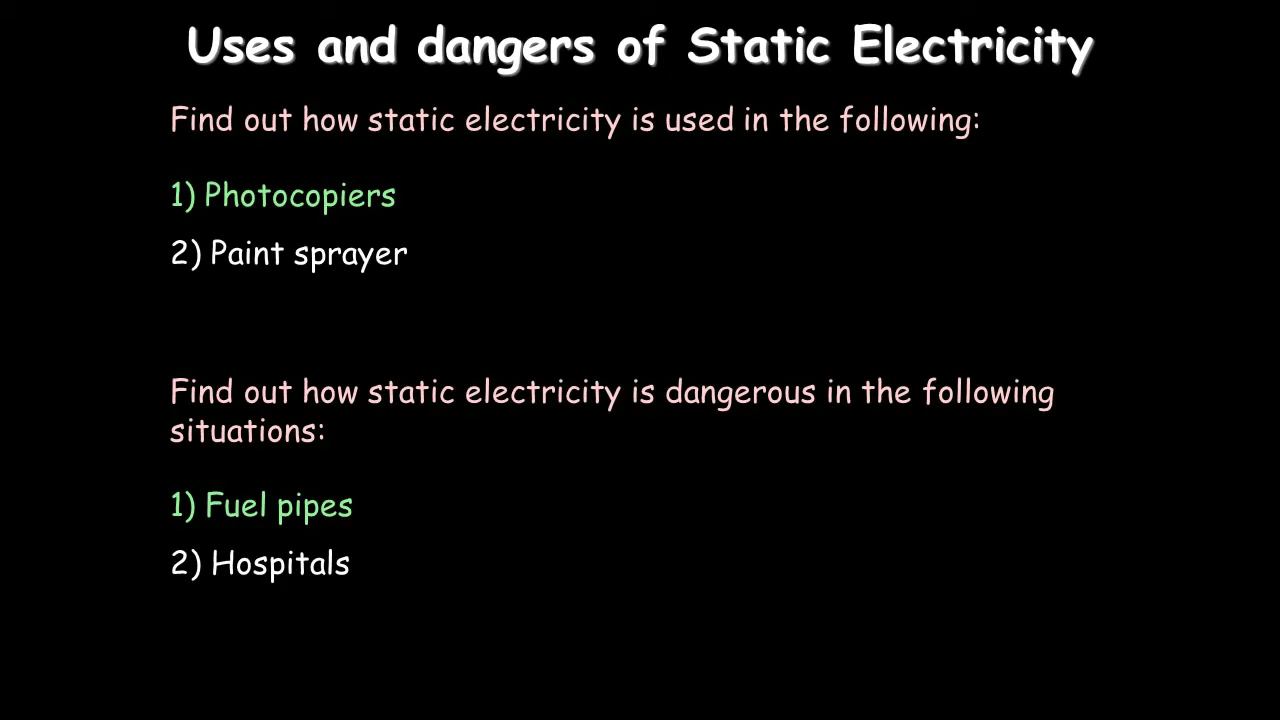 Uses and dangers of Static Electricity
Find out how static electricity is used in the following:
1) Photocopiers
2) Paint sprayer
Find out how static electricity is dangerous in the following
situations:
1) Fuel pipes
2) Hospitals